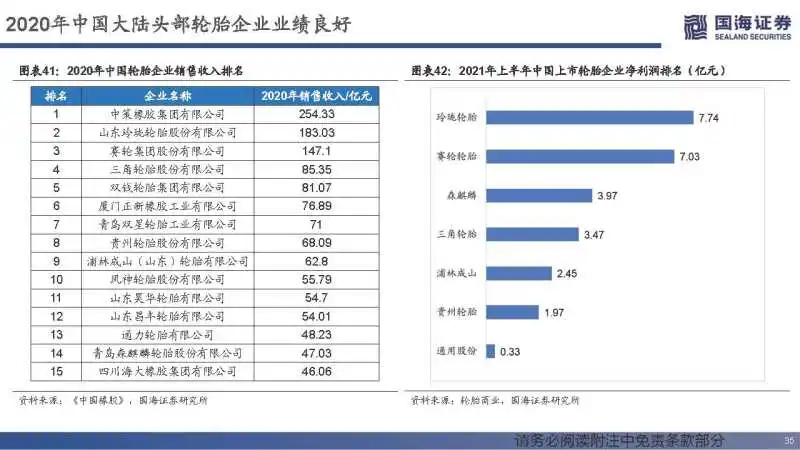 2020年中国大陆头部轮胎企业业绩良好
国海证券
SEALAND SECURITIES
图表41：2020年中国轮胎企业销售收入排名
排名 企业名称 2020年销售收入/亿元
1 中策橡胶集团有限公司 254.33
2 山东玲珑轮胎股份有限公司 183.03
3 赛轮集团股份有限公司 147.1
4 三角轮胎股份有限公司 85.35
5 双钱轮胎集团有限公司 81.07
6 厦门正新橡胶工业有限公司 76.89
7 青岛双星轮胎工业有限公司 71
8 贵州轮胎股份有限公司 68.09
9 浦林成山（山东）轮胎有限公司 62.8
10 风神轮胎股份有限公司 55.79
11 山东昊华轮胎有限公司 54.7
12 山东昌丰轮胎有限公司 54.01
13 通力轮胎有限公司 48.23
14 青岛森麒麟轮胎股份有限公司 47.03
15 四川海大橡胶集团有限公司 46.06
资料来源：《中国橡胶》，国海证券研究所
图表42：2021年上半年中国上市轮胎企业净利润排名（亿元）
玲珑轮胎 7.74
赛轮轮胎 7.03
森麒麟 3.97
三角轮胎 3.47
浦林成山 2.45
贵州轮胎 1.97
通用股份 0.33
资料来源：轮胎商业，国海证券研究所
请务必阅读附注中免责条款部分
35